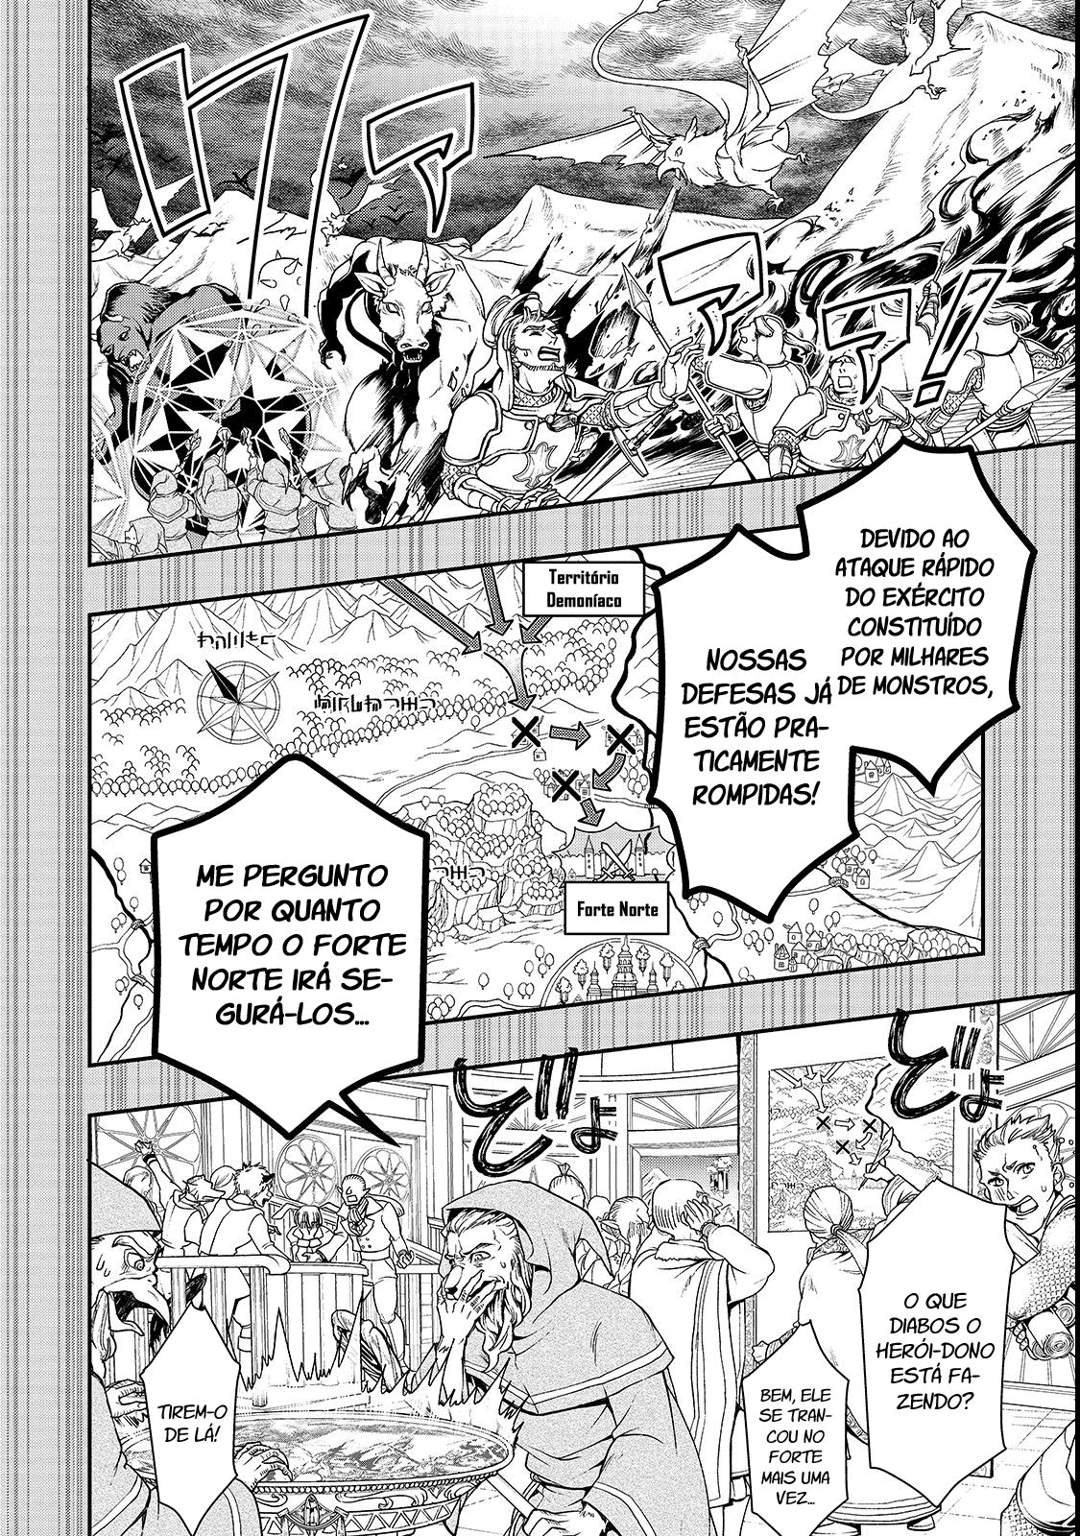 ワァ
ァァ!
DEVIDO AO
ATAQUE RÁPIDO
DO EXÉRCITO
CONSTITUÍDO
POR MILHARES
DE MONSTROS,
NOSSAS
DEFESAS JÁ
ESTÃO PRA-
TICAMENTE
ROMPIDAS!
Território
Demoníaco
Forte Norte
ME PERGUNTO
POR QUANTO
TEMPO O FORTE
NORTE IRÁ SE-
GURÁ-LOS...
どよ
どよ
O QUE
DIABOS O
HERÓI-DONO
ESTÁ FA-
ZENDO?
BEM, ELE
SE TRAN-
COU NO
FORTE
MAIS UMA
VEZ...
TIREM-O
DE LÁ!